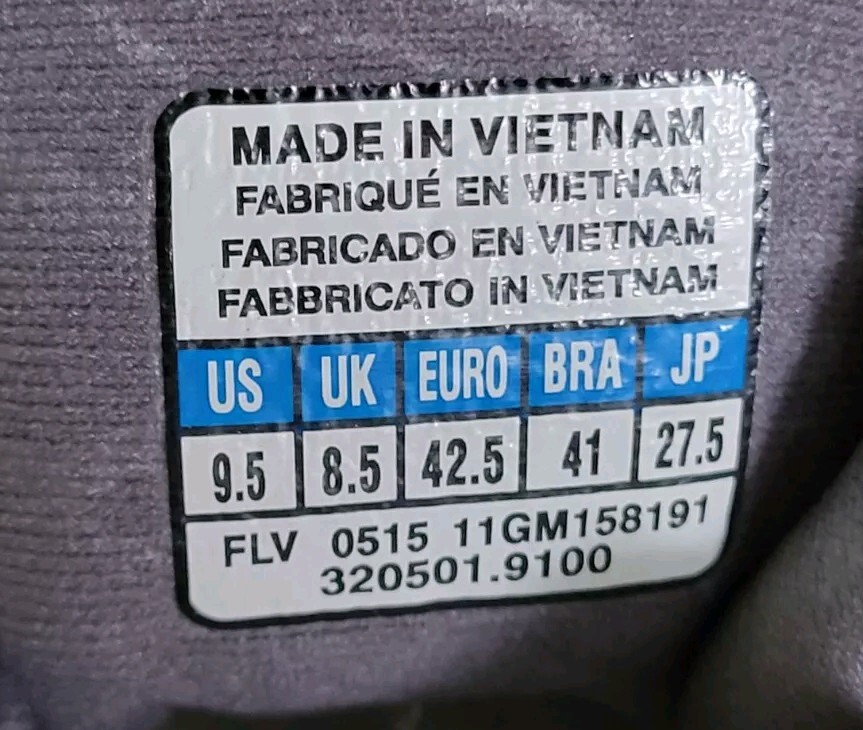 MADE IN VIETNAM
FABRIQUÉ EN VIETNAM
FABRICADO EN VIETNAM
FABBRICATO IN VIETNAM
US UK EURO BRA JP
9.5 8.5 42.5 41 27.5
FLV 0515 11GM158191
320501.9100